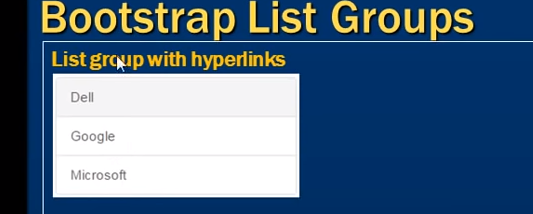 Bootstrap List Groups
List group with hyperlinks
Dell
Google
Microsoft